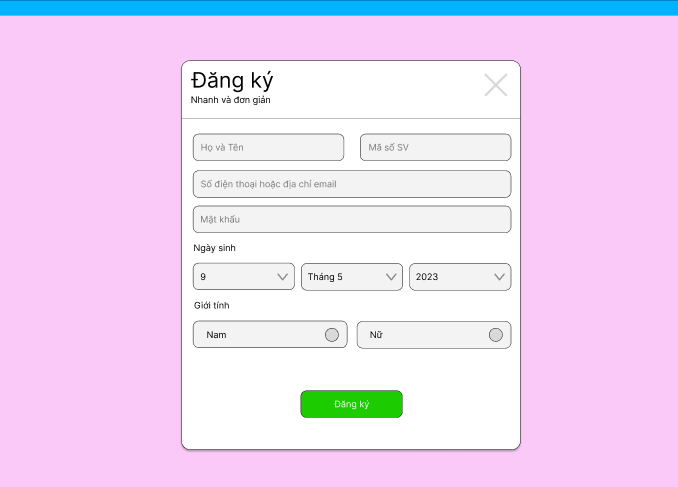 Đăng ký
Nhanh và đơn giản
Họ và Tên
Mã số SV
Số điện thoại hoặc địa chỉ email
Mật khẩu
Ngày sinh
9
Tháng 5
2023
Giới tính
Nam
Nữ
Đăng ký